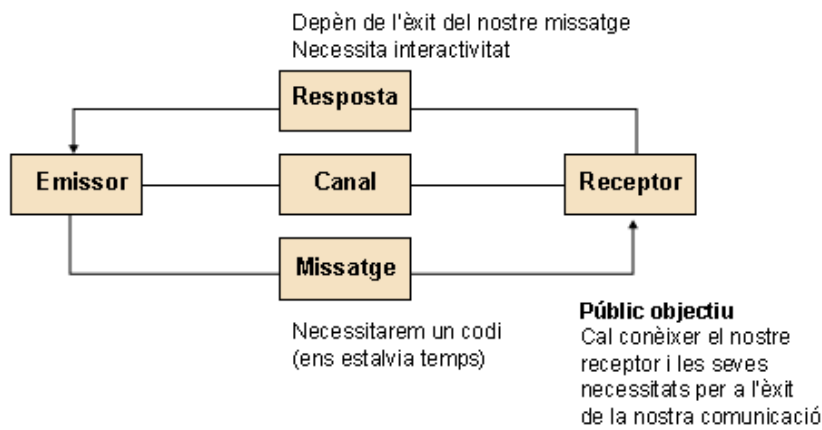 Depèn de l'èxit del nostre missatge
Necessita interactivitat
Resposta
Emissor
Canal
Receptor
Missatge
Necessitarem un codi
(ens estalvia temps)
Públic objectiu
Cal conèixer el nostre
receptor i les seves
necessitats per a l'èxit
de la nostra comunicació